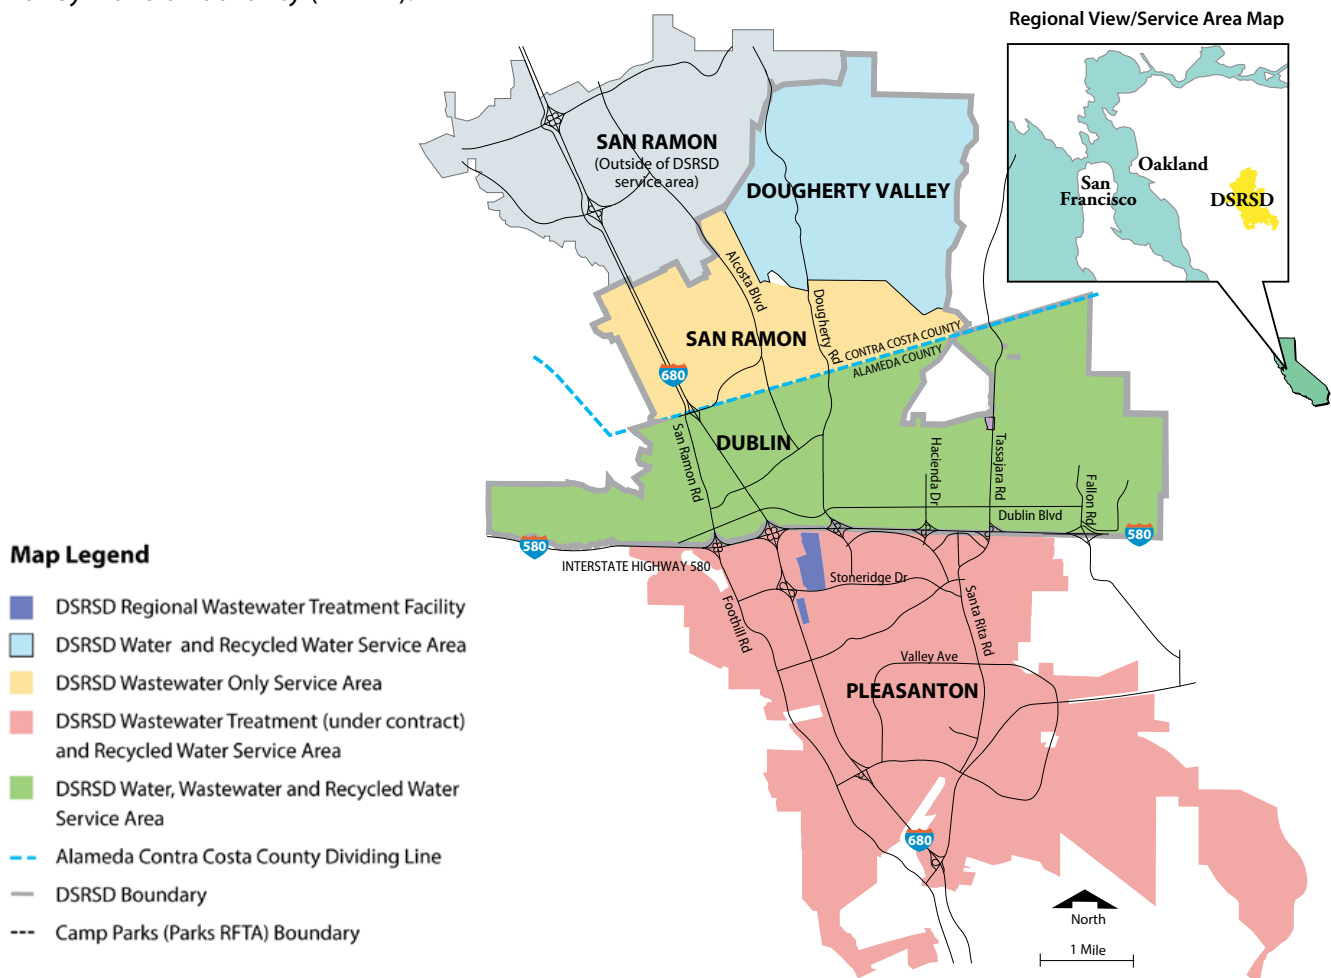 Regional View/Service Area Map
SAN RAMON
(Outside of DSRSD
service area)
DOUGHERTY VALLEY
Oakland
San
Francisco
DSRSD
Alcosta Blvd
Dougherty Rd
SAN RAMON
CONTRA COSTA COUNTY
ALAMEDA COUNTY
680
DUBLIN
San Ramon Rd
Hacienda Dr
Tassajara Rd
Fallon Rd
Dublin Blvd
580
580
INTERSTATE HIGHWAY 580
Stoneridge Dr
Foothill Rd
Santa Rita Rd
Valley Ave
PLEASANTON
680
North
1 Mile
Map Legend
DSRSD Regional Wastewater Treatment Facility
DSRSD Water and Recycled Water Service Area
DSRSD Wastewater Only Service Area
DSRSD Wastewater Treatment (under contract)
and Recycled Water Service Area
DSRSD Water, Wastewater and Recycled Water
Service Area
Alameda Contra Costa County Dividing Line
DSRSD Boundary
Camp Parks (Parks RFTA) Boundary